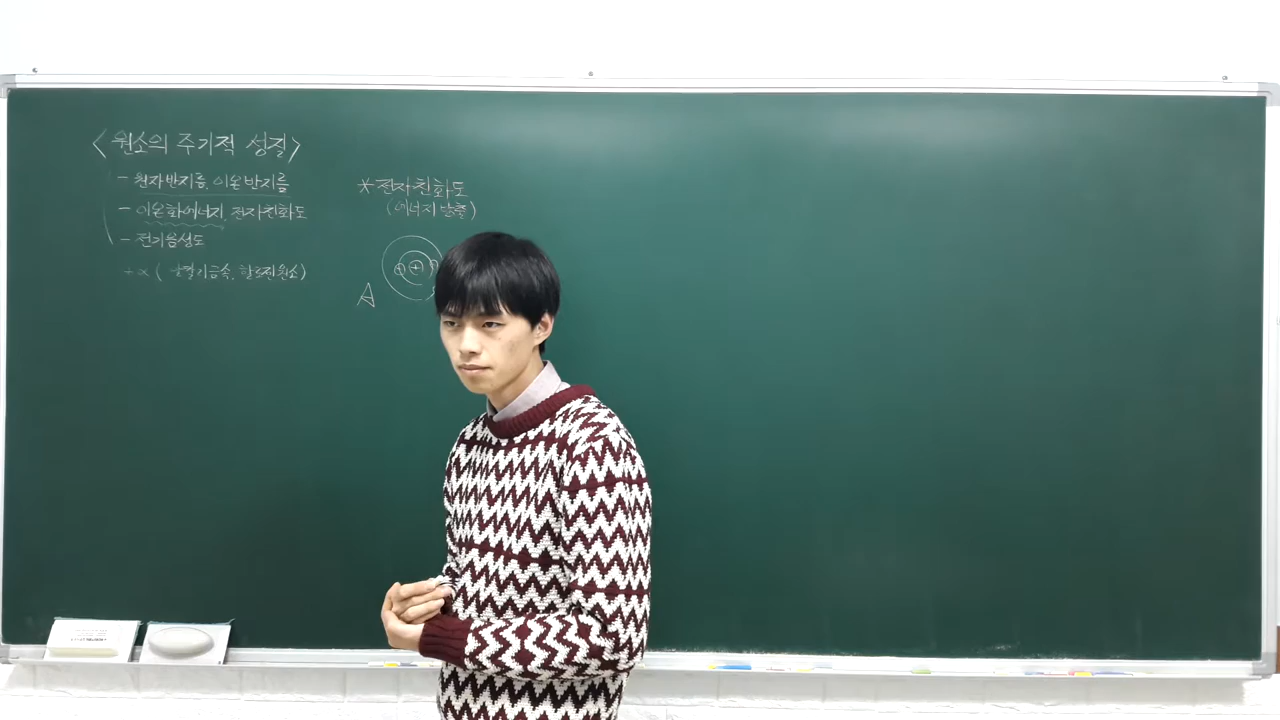 <원소의 주기적 성질>
- 원자반지름, 이온반지름
- 이온화에너지, 전자친화도
- 전기음성도
+ α ( 알칼리금속, 할로젠원소)
* 전자친화도
(에너지 방출)
+
A